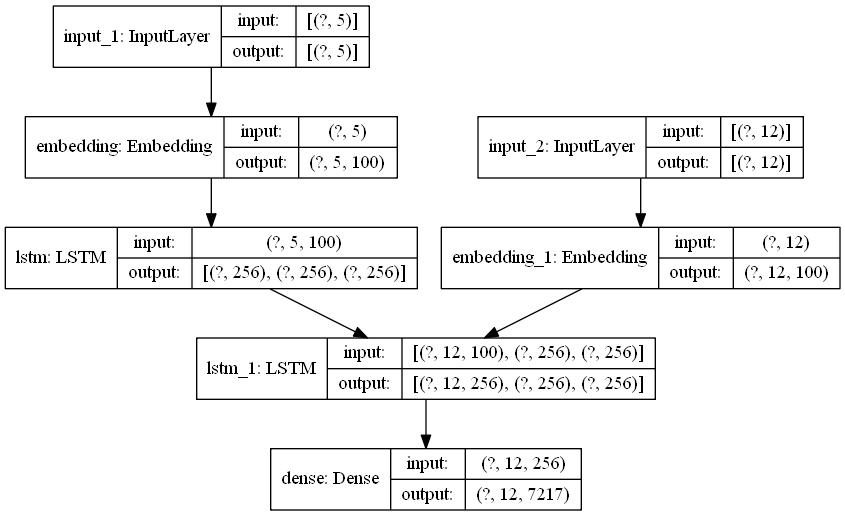 input_1: InputLayer
input: [(?, 5)]
output: [(?, 5)]
embedding: Embedding
input: (?, 5)
output: (?, 5, 100)
input_2: InputLayer
input: [(?, 12)]
output: [(?, 12)]
lstm: LSTM
input: (?, 5, 100)
output: [(?, 256), (?, 256), (?, 256)]
embedding_1: Embedding
input: (?, 12)
output: (?, 12, 100)
lstm_1: LSTM
input: [(?, 12, 100), (?, 256), (?, 256)]
output: [(?, 12, 256), (?, 256), (?, 256)]
dense: Dense
input: (?, 12, 256)
output: (?, 12, 7217)